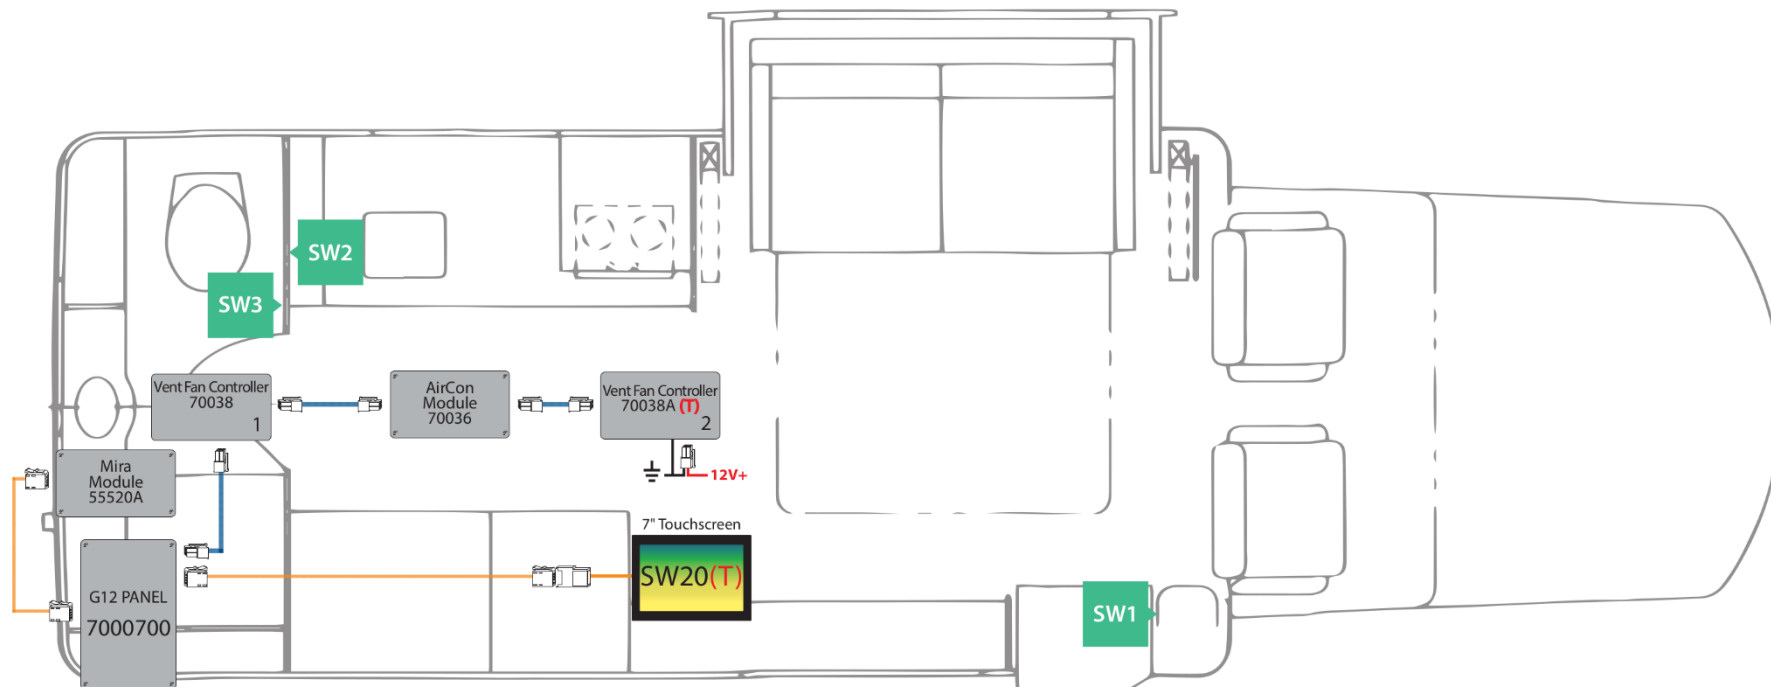 SW2
SW3
Vent Fan Controller
70038
1
AirCon
Module
70036
Vent Fan Controller
70038A (T)
2
12V+
Mira
Module
55520A
7" Touchscreen
SW20(T)
G12 PANEL
7000700
SW1